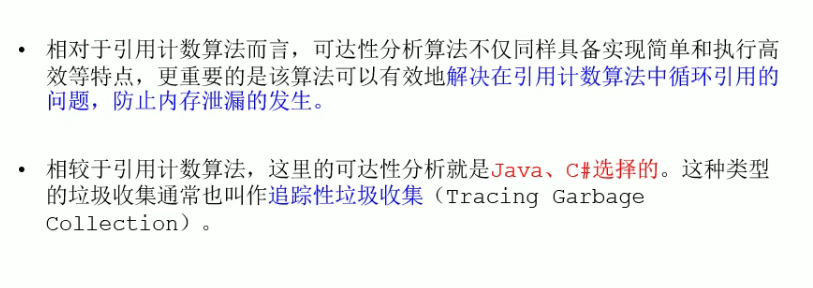 • 相对于引用计数算法而言，可达性分析算法不仅同样具备实现简单和执行高
效等特点，更重要的是该算法可以有效地解决在引用计数算法中循环引用的
问题，防止内存泄漏的发生。
• 相较于引用计数算法，这里的可达性分析就是Java、C#选择的。这种类型
的垃圾收集通常也叫作追踪性垃圾收集（Tracing Garbage
Collection）。